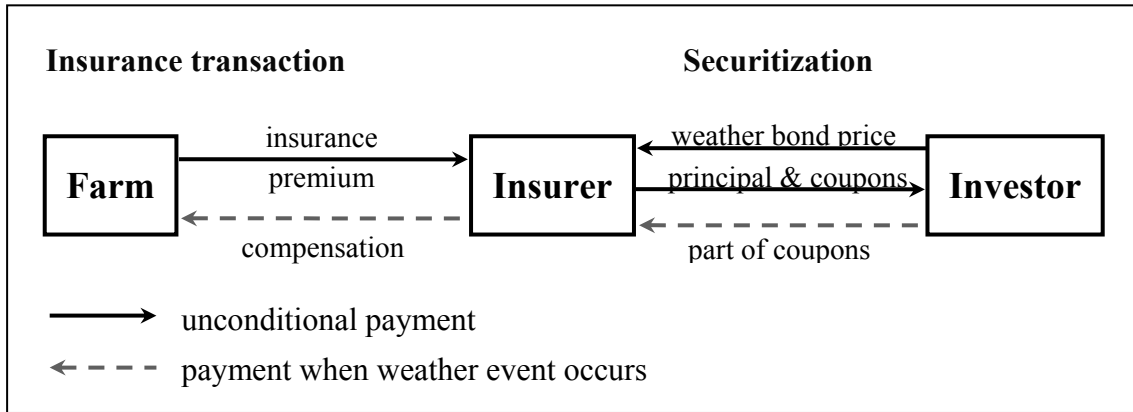 Insurance transaction
Securitization
insurance
premium
compensation
weather bond price
principal & coupons
part of coupons
Farm
Insurer
Investor
unconditional payment
payment when weather event occurs